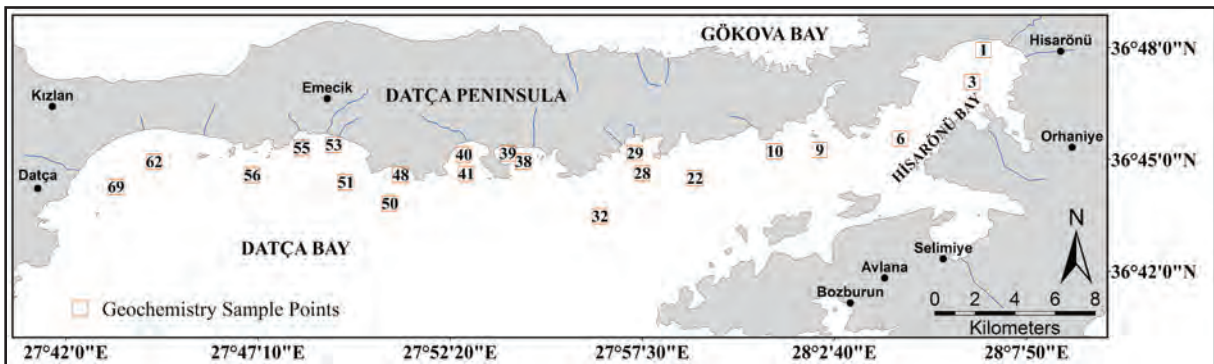 GÖKOVA BAY
Hisarönü
1
36°48'0"N
Emecik
DATÇA PENINSULA
3
Kızlan
HİSARÖNÜ BAY
6
Orhaniye
55
53
40
39
38
29
10
9
36°45'0"N
62
Datça
69
56
51
48
41
28
22
50
32
DATÇA BAY
N
Selimiye
Avlana
36°42'0"N
Bozburun
0 2 4 6 8
Kilometers
Geochemistry Sample Points
27°42'0"E 27°47'10"E 27°52'20"E 27°57'30"E 28°2'40"E 28°7'50"E